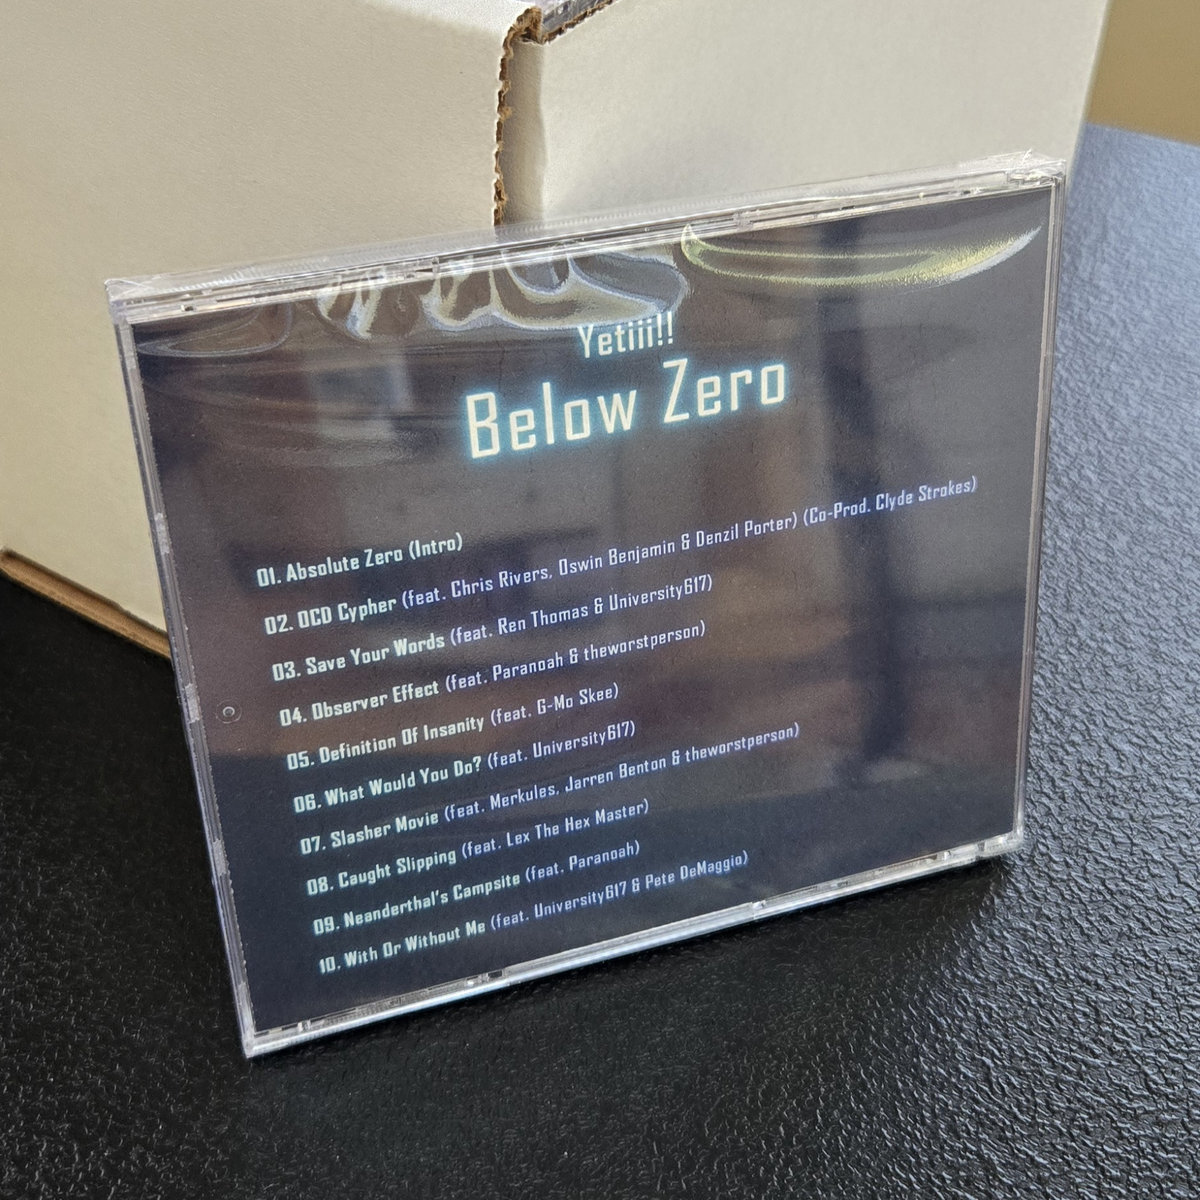 Yetiii!!
Below Zero
01. Absolute Zero (Intro)
02. OCD Cypher (feat. Chris Rivers, Oswin Benjamin & Denzil Porter) (Co-Prod. Clyde Strokes)
03. Save Your Words (feat. Ren Thomas & University617)
04. Observer Effect (feat. Paranoah & theworstperson)
05. Definition Of Insanity (feat. G-Mo Skee)
06. What Would You Do? (feat. University617)
07. Slasher Movie (feat. Merkules, Jarren Benton & theworstperson)
08. Caught Slipping (feat. Lex The Hex Master)
09. Neanderthal's Campsite (feat. Paranoah)
10. With Or Without Me (feat. University617 & Pete DeMaggio)